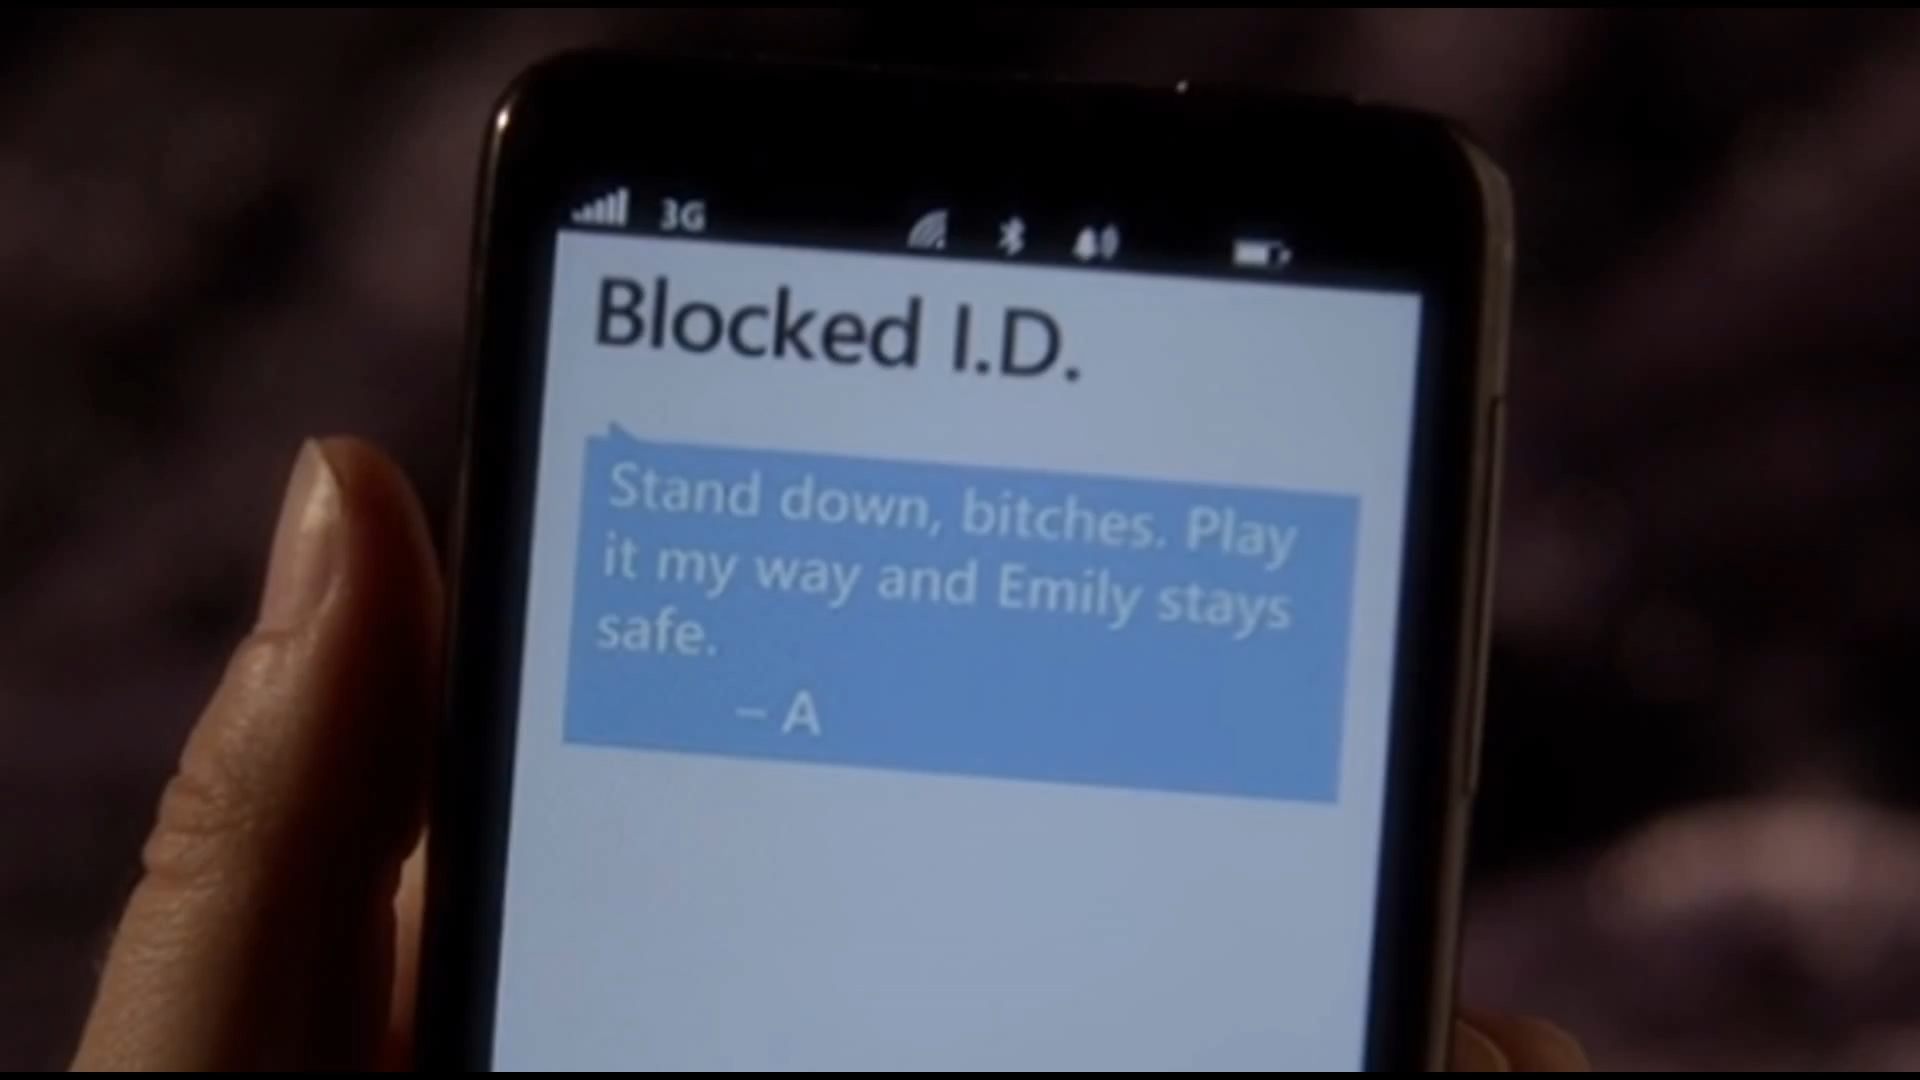 3G
Blocked I.D.
Stand down, bitches. Play
it my way and Emily stays
safe.
– A